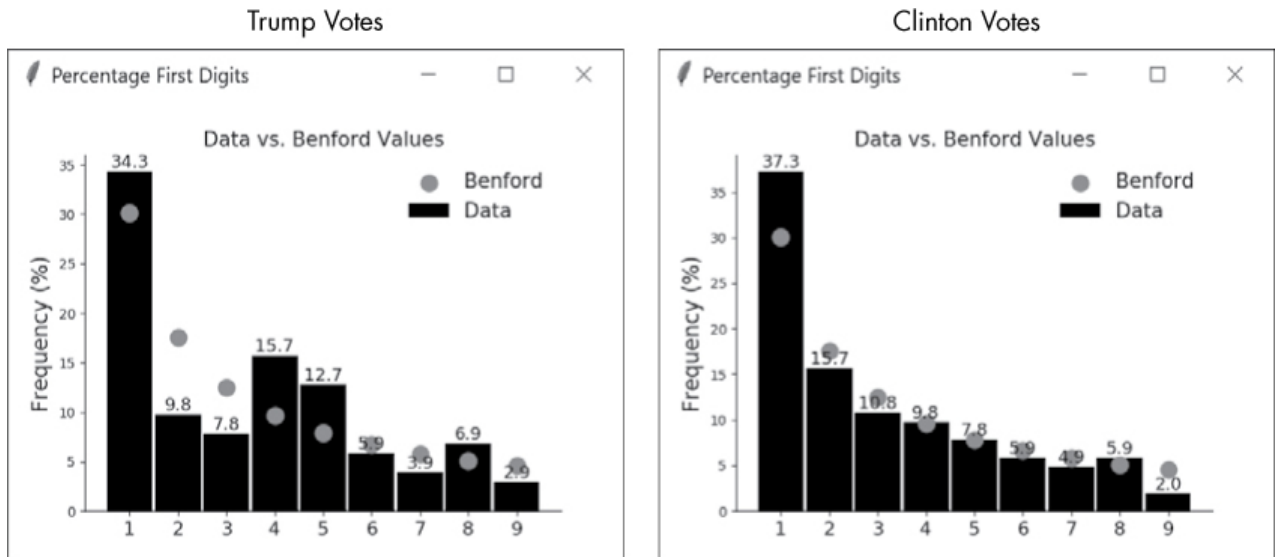 Trump Votes
Percentage First Digits
Data vs. Benford Values
Benford
Data
Frequency (%)
35
30
25
20
15
10
5
0
34.3
9.8
7.8
15.7
12.7
5.9
3.9
6.9
2.9
1 2 3 4 5 6 7 8 9
Clinton Votes
Percentage First Digits
Data vs. Benford Values
Benford
Data
Frequency (%)
35
30
25
20
15
10
5
0
37.3
15.7
10.8
9.8
7.8
5.9
4.9
5.9
2.0
1 2 3 4 5 6 7 8 9